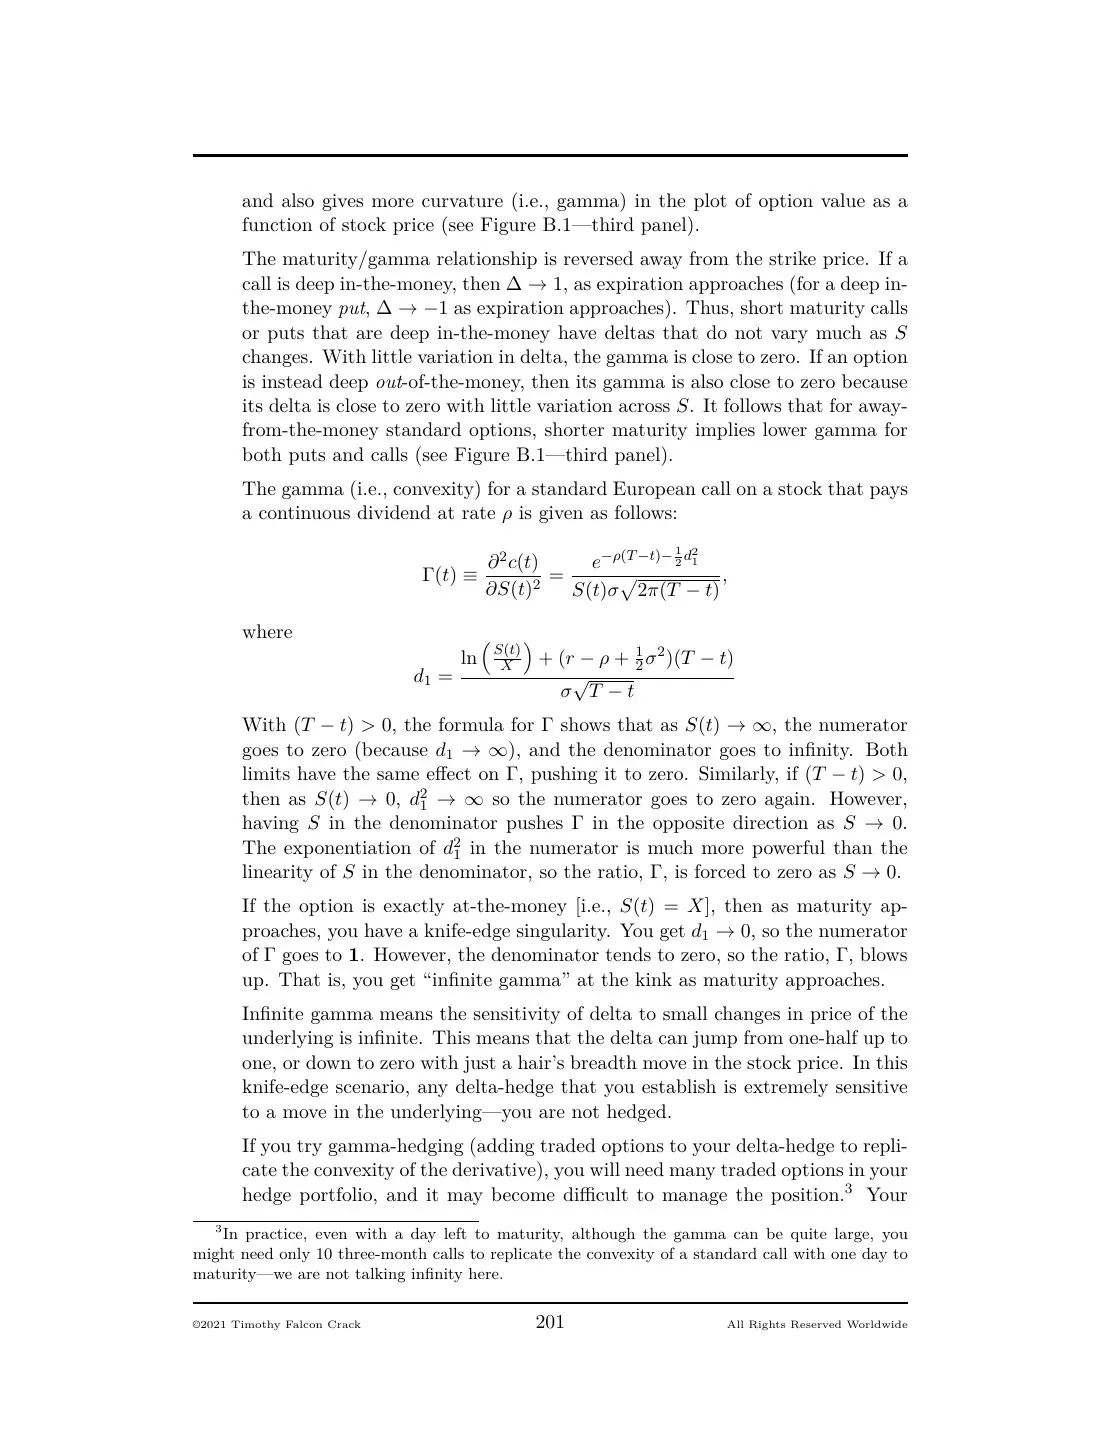 and also gives more curvature (i.e., gamma) in the plot of option value as a
function of stock price (see Figure B.1—third panel).
The maturity/gamma relationship is reversed away from the strike price. If a
call is deep in-the-money, then Δ → 1, as expiration approaches (for a deep in-
the-money put, Δ → −1 as expiration approaches). Thus, short maturity calls
or puts that are deep in-the-money have deltas that do not vary much as S
changes. With little variation in delta, the gamma is close to zero. If an option
is instead deep out-of-the-money, then its gamma is also close to zero because
its delta is close to zero with little variation across S. It follows that for away-
from-the-money standard options, shorter maturity implies lower gamma for
both puts and calls (see Figure B.1—third panel).
The gamma (i.e., convexity) for a standard European call on a stock that pays
a continuous dividend at rate ρ is given as follows:
Γ(t) ≡ ∂²c(t)/∂S(t)² = e^{−ρ(T−t)−½d₁²} / S(t)σ√2π(T − t),
where
d₁ = ln(S(t)/X) + (r − ρ + ½σ²)(T − t) / σ√T − t
With (T − t) > 0, the formula for Γ shows that as S(t) → ∞, the numerator
goes to zero (because d₁ → ∞), and the denominator goes to infinity. Both
limits have the same effect on Γ, pushing it to zero. Similarly, if (T − t) > 0,
then as S(t) → 0, d₁² → ∞ so the numerator goes to zero again. However,
having S in the denominator pushes Γ in the opposite direction as S → 0.
The exponentiation of d₁² in the numerator is much more powerful than the
linearity of S in the denominator, so the ratio, Γ, is forced to zero as S → 0.
If the option is exactly at-the-money [i.e., S(t) = X], then as maturity ap-
proaches, you have a knife-edge singularity. You get d₁ → 0, so the numerator
of Γ goes to 1. However, the denominator tends to zero, so the ratio, Γ, blows
up. That is, you get “infinite gamma” at the kink as maturity approaches.
Infinite gamma means the sensitivity of delta to small changes in price of the
underlying is infinite. This means that the delta can jump from one-half up to
one, or down to zero with just a hair’s breadth move in the stock price. In this
knife-edge scenario, any delta-hedge that you establish is extremely sensitive
to a move in the underlying—you are not hedged.
If you try gamma-hedging (adding traded options to your delta-hedge to repli-
cate the convexity of the derivative), you will need many traded options in your
hedge portfolio, and it may become difficult to manage the position.³ Your
³In practice, even with a day left to maturity, although the gamma can be quite large, you
might need only 10 three-month calls to replicate the convexity of a standard call with one day to
maturity—we are not talking infinity here.
©2021 Timothy Falcon Crack 201 All Rights Reserved Worldwide